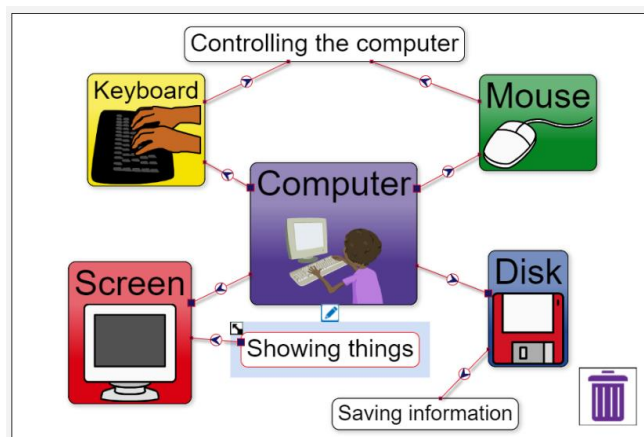 Controlling the computer
Keyboard
Mouse
Computer
Screen
Disk
Showing things
Saving information